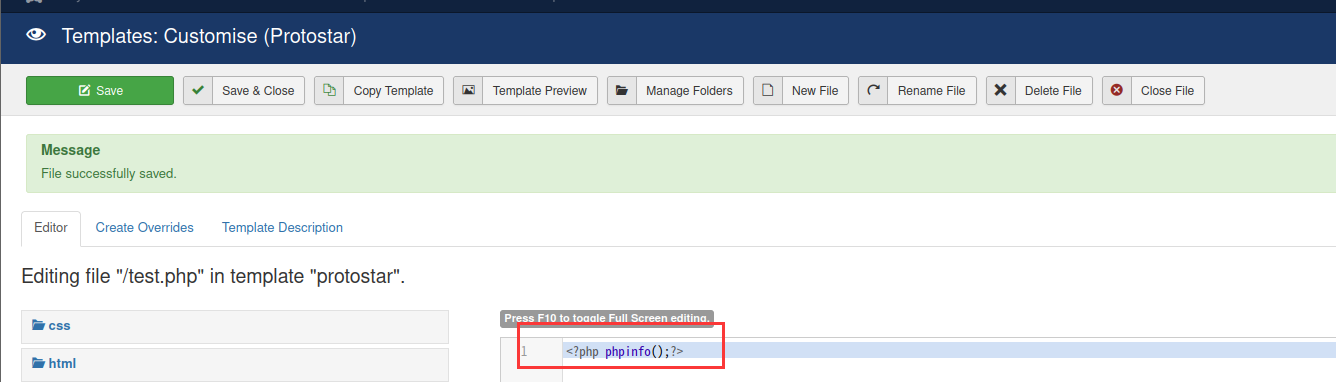 Templates: Customise (Protostar)
Save
Save & Close
Copy Template
Template Preview
Manage Folders
New File
Rename File
Delete File
Close File
Message
File successfully saved.
Editor
Create Overrides
Template Description
Editing file "/test.php" in template "protostar".
css
Press F10 to toggle Full Screen editing.
1 <?php phpinfo();?>
html